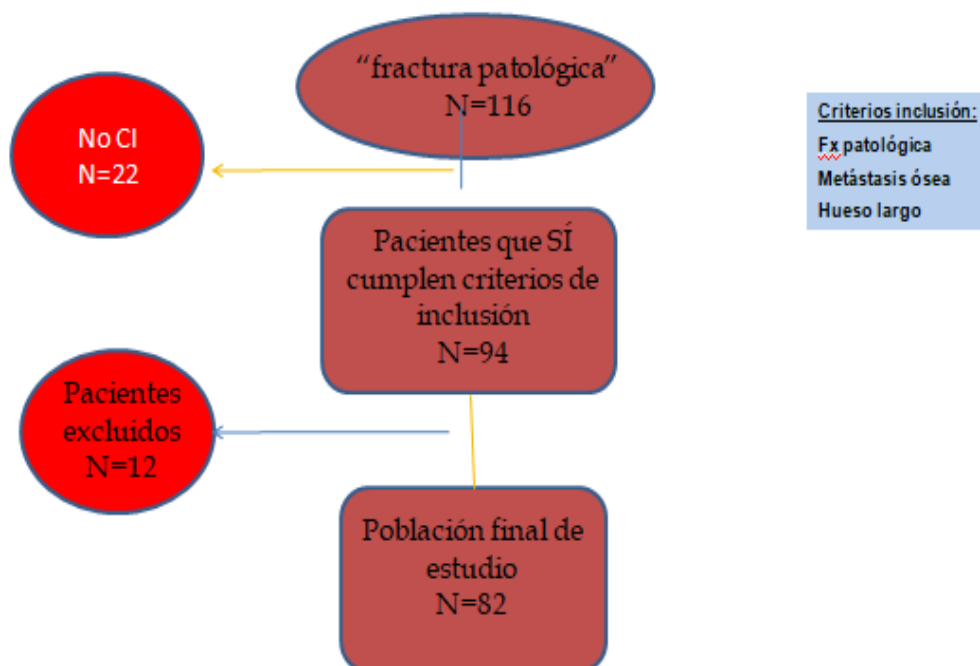 “fractura patológica”
N=116
No CI
N=22
Criterios inclusión:
Fx patológica
Metástasis ósea
Hueso largo
Pacientes que SÍ
cumplen criterios de
inclusión
N=94
Pacientes
excluidos
N=12
Población final de
estudio
N=82